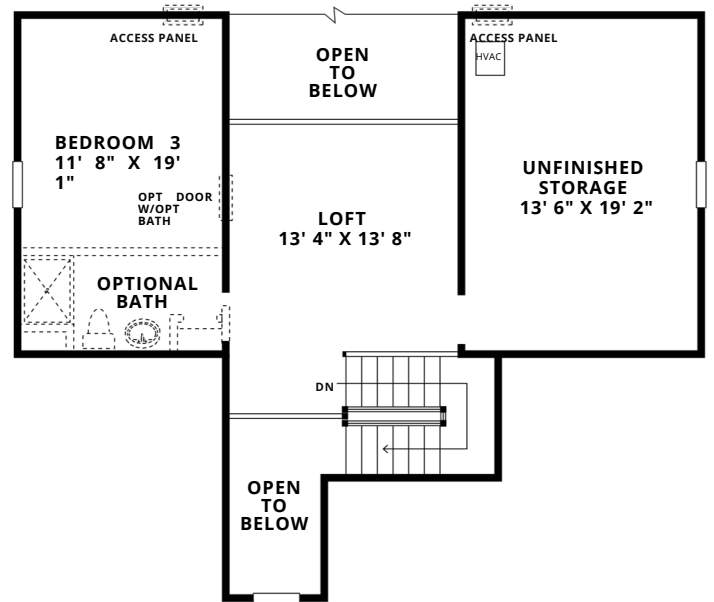 ACCESS PANEL
OPEN
TO
BELOW
ACCESS PANEL
HVAC
BEDROOM 3
11' 8" X 19'
1"
OPT DOOR
W/OPT
BATH
UNFINISHED
STORAGE
13' 6" X 19' 2"
LOFT
13' 4" X 13' 8"
OPTIONAL
BATH
DN
OPEN
TO
BELOW